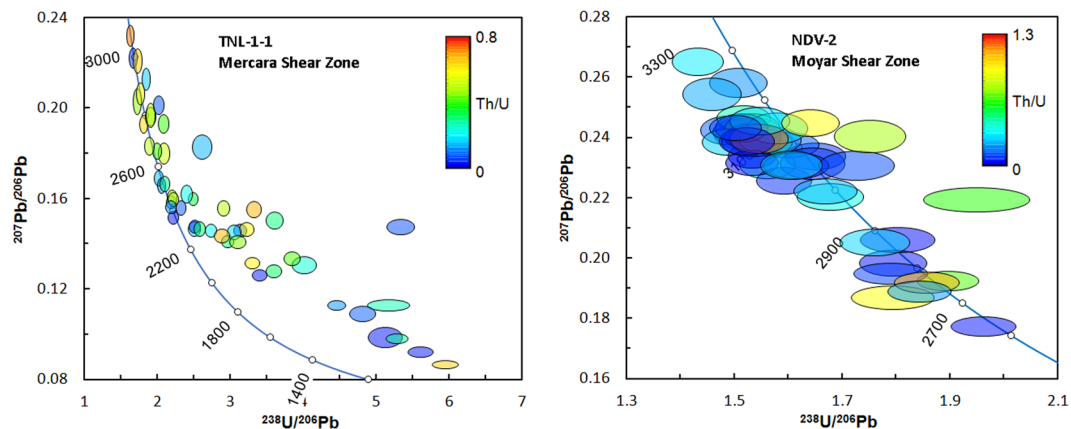 0.24
0.20
0.16
0.12
0.08
²⁰⁷Pb/²⁰⁶Pb
TNL-1-1
Mercara Shear Zone
0.8
Th/U
0
3000
2600
2200
1800
1400
1 2 3 4 5 6 7
²³⁸U/²⁰⁶Pb
0.28
0.26
0.24
0.22
0.20
0.18
0.16
²⁰⁷Pb/²⁰⁶Pb
NDV-2
Moyar Shear Zone
1.3
Th/U
0
3300
2900
2700
1.3 1.5 1.7 1.9 2.1
²³⁸U/²⁰⁶Pb